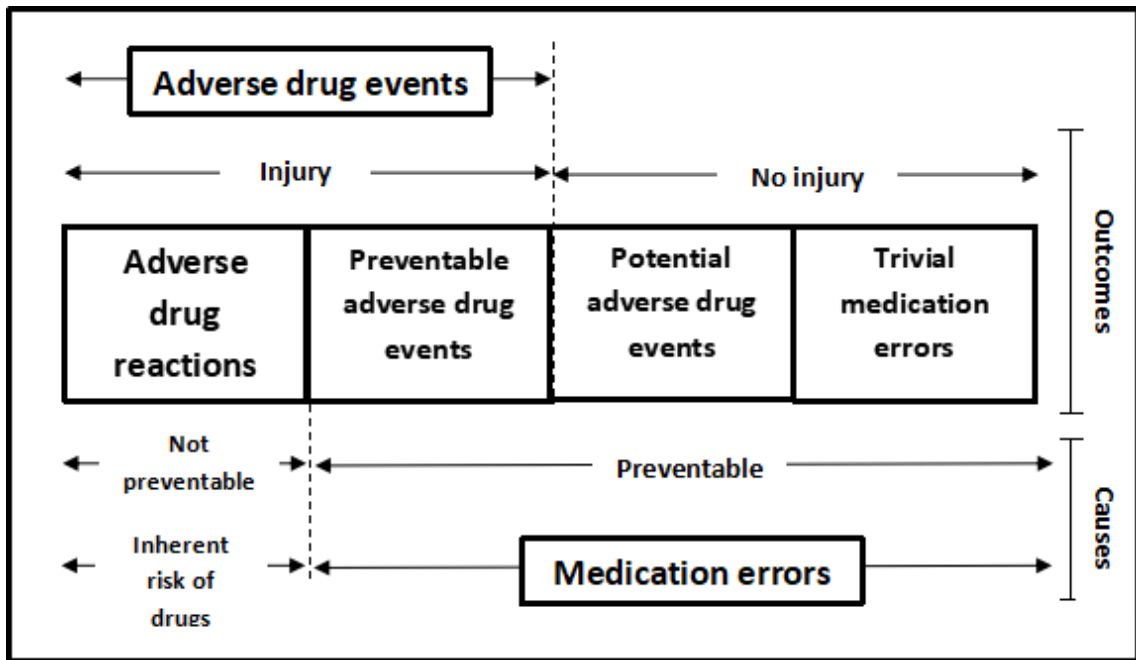 Adverse drug events
Injury
No injury
Adverse
drug
reactions
Preventable
adverse drug
events
Potential
adverse drug
events
Trivial
medication
errors
Outcomes
Not
preventable
Preventable
Inherent
risk of
drugs
Medication errors
Causes